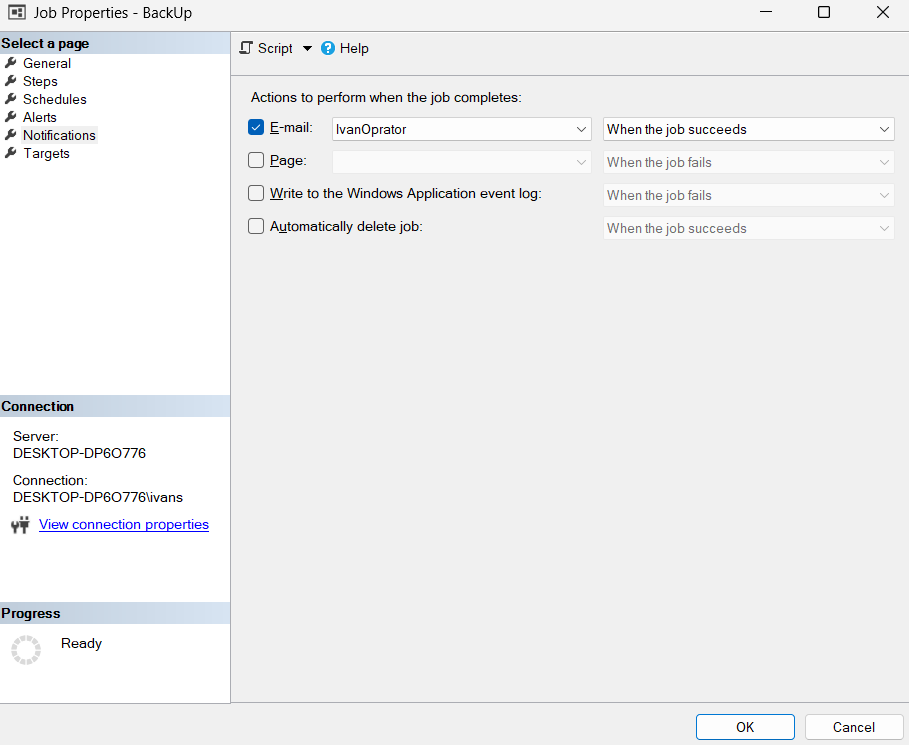 Job Properties - BackUp
Select a page
General
Steps
Schedules
Alerts
Notifications
Targets
Script
Help
Actions to perform when the job completes:
E-mail: IvanOprator When the job succeeds
Page: When the job fails
Write to the Windows Application event log: When the job fails
Automatically delete job: When the job succeeds
Connection
Server:
DESKTOP-DP6O776
Connection:
DESKTOP-DP6O776\ivans
View connection properties
Progress
Ready
OK Cancel